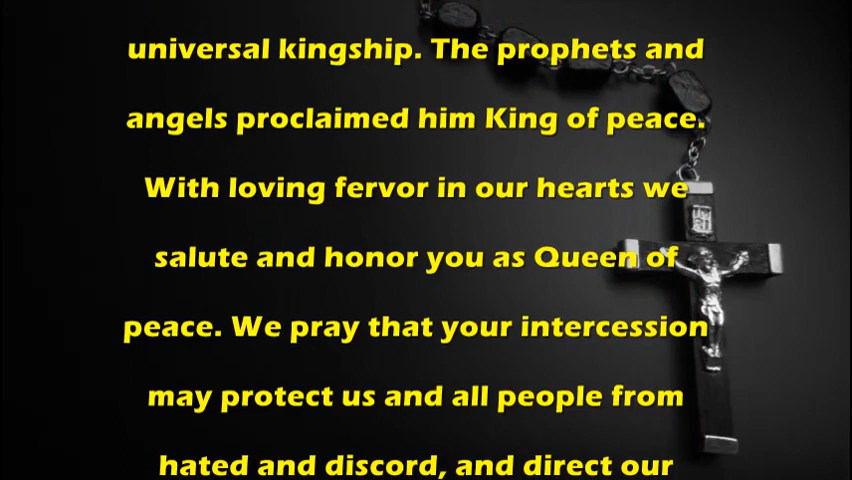 universal kingship. The prophets and
angels proclaimed him King of peace.
With loving fervor in our hearts we
salute and honor you as Queen of
peace. We pray that your intercession
may protect us and all people from
hated and discord, and direct our